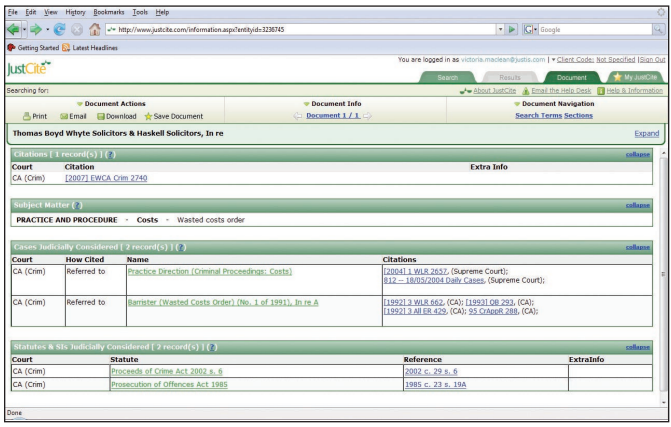 File Edit View History Bookmarks Tools Help
http://www.justcite.com/information.aspx?entityid=3236745 G Google
Getting Started Latest Headlines
JustCite You are logged in as victoria.maclean@justis.com | Client Code: Not Specified |Sign Out
Search Results Document My JustCite
Searching for: About JustCite Email the Help Desk Help & Information
Document Actions Document Info Document Navigation
Print Email Download Save Document Document 1 / 1 Search Terms Sections
Thomas Boyd Whyte Solicitors & Haskell Solicitors, In re Expand
Citations [ 1 record(s) ] (?) collapse
Court Citation Extra Info
CA (Crim) [2007] EWCA Crim 2740
Subject Matter (?) collapse
PRACTICE AND PROCEDURE - Costs - Wasted costs order
Cases Judicially Considered [ 2 record(s) ] (?) collapse
Court How Cited Name Citations
CA (Crim) Referred to Practice Direction (Criminal Proceedings: Costs) [2004] 1 WLR 2657, (Supreme Court);
812 -- 18/05/2004 Daily Cases, (Supreme Court);
CA (Crim) Referred to Barrister (Wasted Costs Order) (No. 1 of 1991), In re A [1992] 3 WLR 662, (CA); [1993] QB 293, (CA);
[1992] 3 All ER 429, (CA); 95 CrAppR 288, (CA);
Statutes & SIs Judicially Considered [ 2 record(s) ] (?) collapse
Court Statute Reference ExtraInfo
CA (Crim) Proceeds of Crime Act 2002 s. 6 2002 c. 29 s. 6
CA (Crim) Prosecution of Offences Act 1985 1985 c. 23 s. 19A
Done